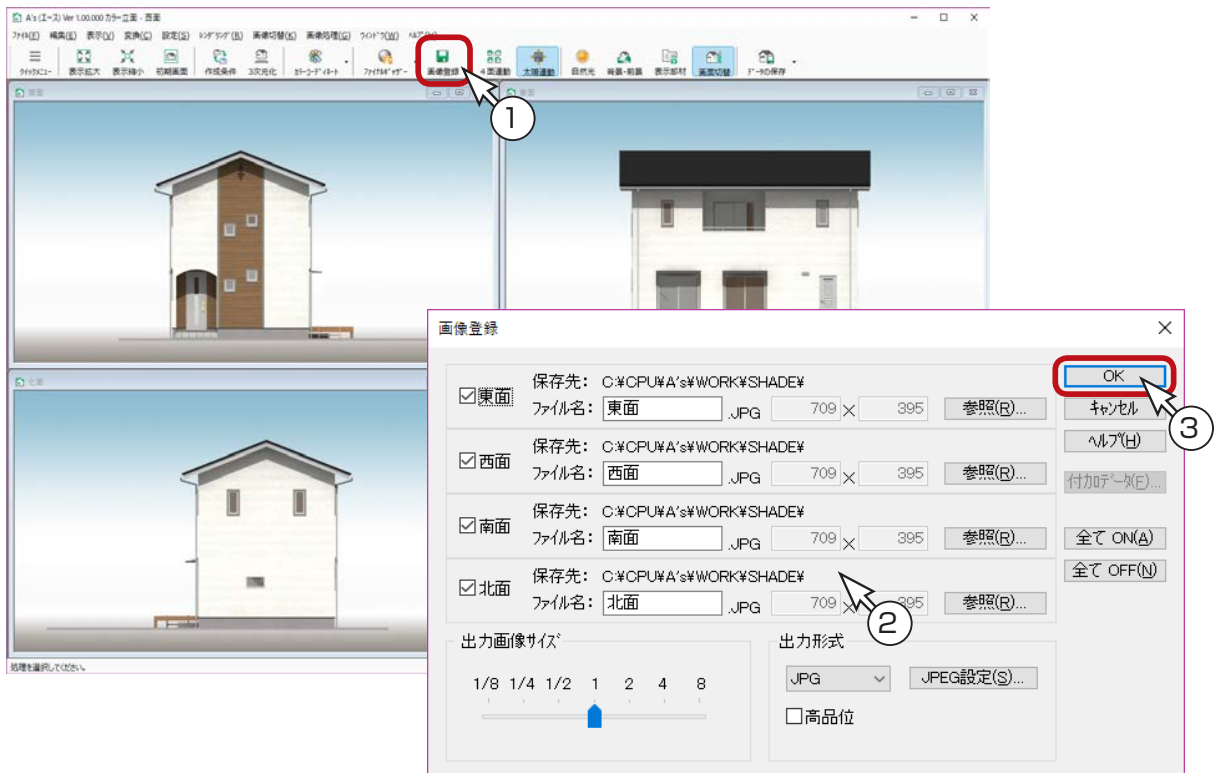 A's (エース) Ver 1.00.000 カラー立面 - 西面
ファイル(F) 編集(E) 表示(V) 変換(C) 設定(S) レンダリング(R) 画像切替(K) 画像処理(G) ウインドウ(W)
クイックメニュー 表示拡大 表示縮小 初期画面 作成条件 3次元化 カラーコーディネート 画像登録 4面連動 太陽連動 自然光 背景・前景 表示部材 画面切替 データの保存
北面
処理を選択してください。
1
画像登録
東面 保存先: C:¥CPU¥A's¥WORK¥SHADE¥
ファイル名: 東面 .JPG 709 × 395 参照(R)...
西面 保存先: C:¥CPU¥A's¥WORK¥SHADE¥
ファイル名: 西面 .JPG 709 × 395 参照(R)...
南面 保存先: C:¥CPU¥A's¥WORK¥SHADE¥
ファイル名: 南面 .JPG 709 × 395 参照(R)...
北面 保存先: C:¥CPU¥A's¥WORK¥SHADE¥
ファイル名: 北面 .JPG 709 × 395 参照(R)...
2
OK
3
キャンセル
ヘルプ(H)
付加データ(F)...
全て ON(A)
全て OFF(N)
出力画像サイズ
1/8 1/4 1/2 1 2 4 8
出力形式
JPG JPEG設定(S)...
高品位